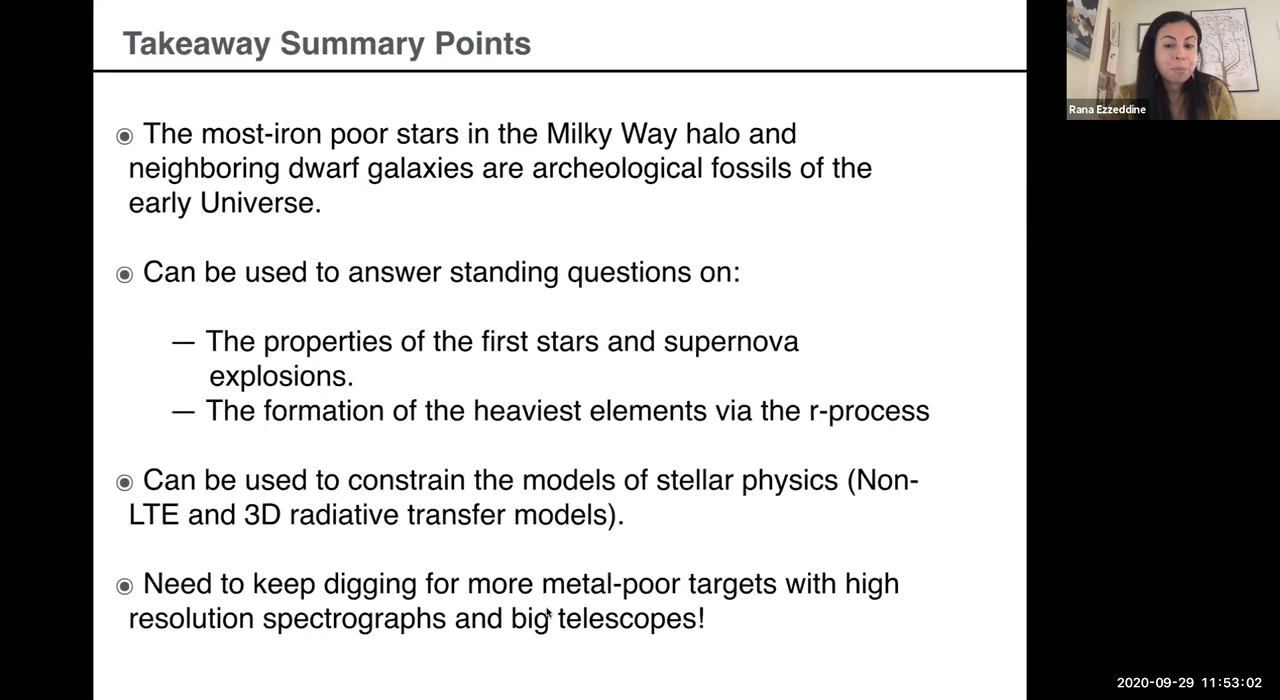 Takeaway Summary Points
Rana Ezzeddine
◉ The most-iron poor stars in the Milky Way halo and
neighboring dwarf galaxies are archeological fossils of the
early Universe.
◉ Can be used to answer standing questions on:
— The properties of the first stars and supernova
explosions.
— The formation of the heaviest elements via the r-process
◉ Can be used to constrain the models of stellar physics (Non-
LTE and 3D radiative transfer models).
◉ Need to keep digging for more metal-poor targets with high
resolution spectrographs and big telescopes!
2020-09-29 11:53:02